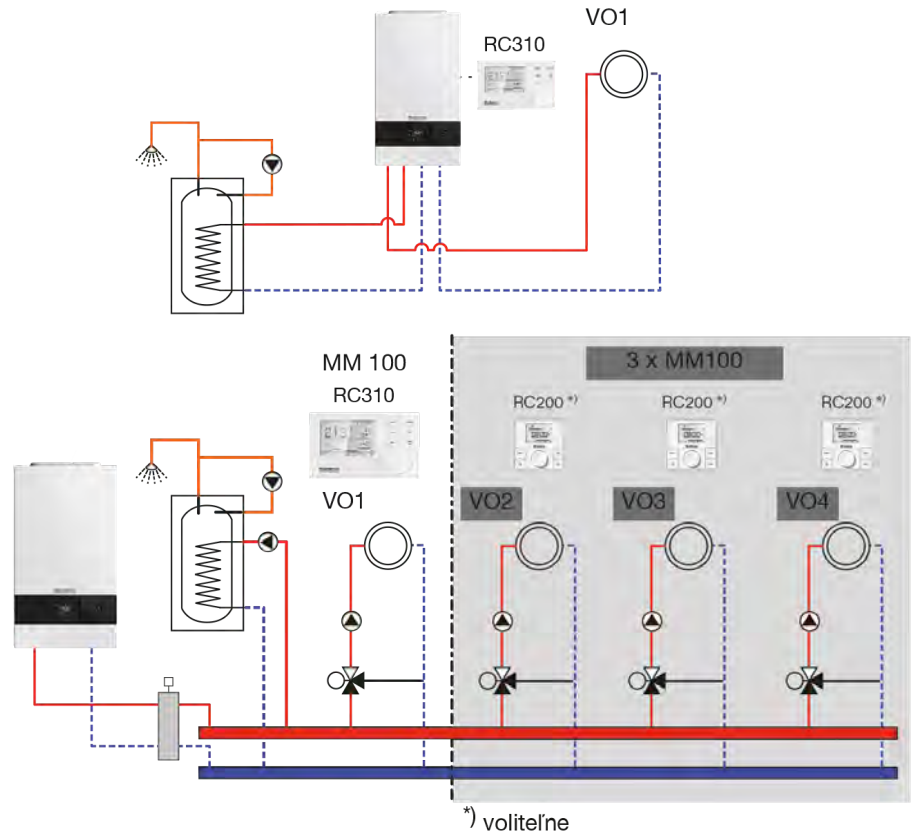 VO1
RC310
MM 100
RC310
VO1
3 x MM100
RC200 *)
RC200 *)
RC200 *)
VO2
VO3
VO4
*) voliteľne